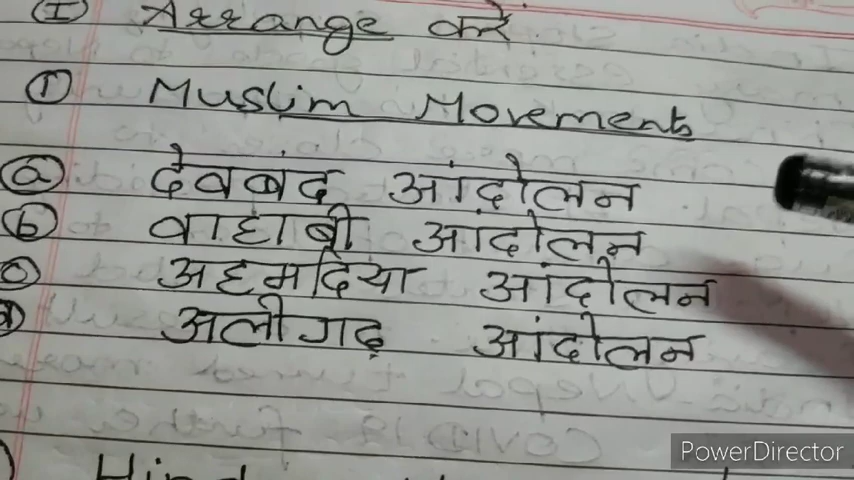 (I) Arrange करें
(1) Muslim Movements
(a) देवबंद आंदोलन
(b) वाहाबी आंदोलन
(c) अहमदिया आंदोलन
(d) अलीगढ़ आंदोलन
PowerDirector